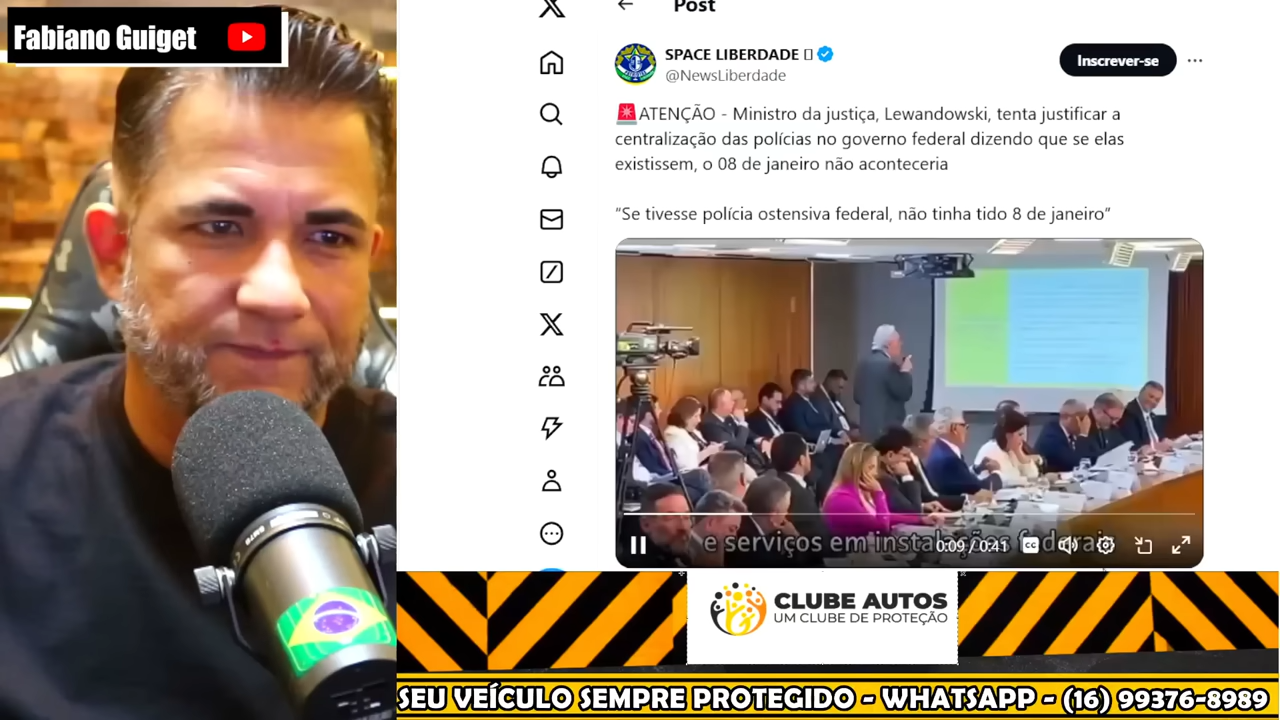 Fabiano Guiget
Post
SPACE LIBERDADE
@NewsLiberdade
Inscrever-se
🚨ATENÇÃO - Ministro da justiça, Lewandowski, tenta justificar a
centralização das polícias no governo federal dizendo que se elas
existissem, o 08 de janeiro não aconteceria
“Se tivesse polícia ostensiva federal, não tinha tido 8 de janeiro“
e serviços em instalações federais
0:09 / 0:41
CC
CLUBE AUTOS
UM CLUBE DE PROTEÇÃO
SEU VEÍCULO SEMPRE PROTEGIDO - WHATSAPP - (16) 99376-8989